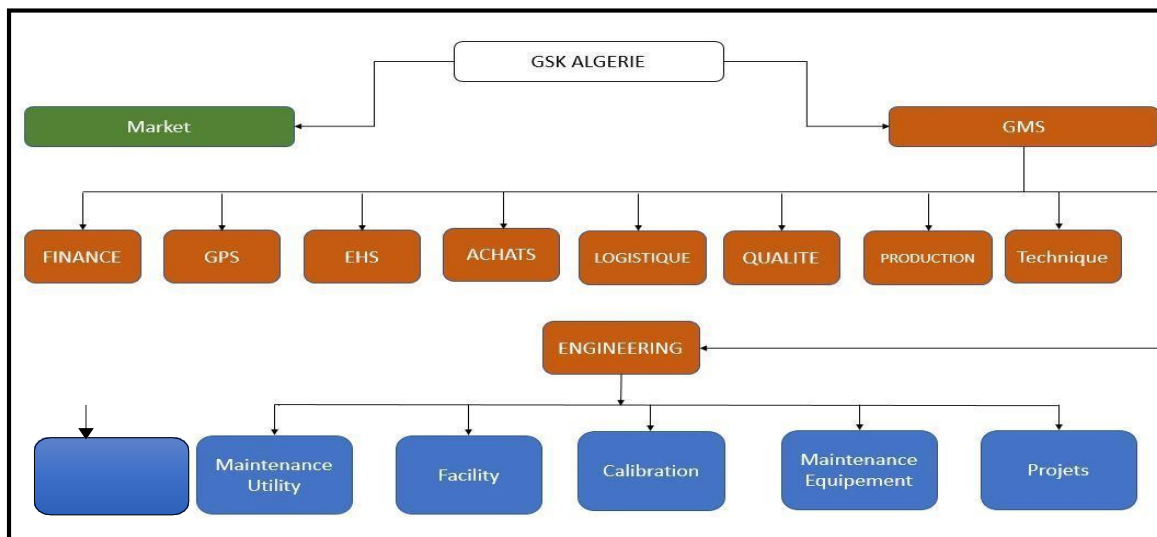 GSK ALGERIE
Market
GMS
FINANCE
GPS
EHS
ACHATS
LOGISTIQUE
QUALITE
PRODUCTION
Technique
ENGINEERING
Maintenance
Utility
Facility
Calibration
Maintenance
Equipement
Projets